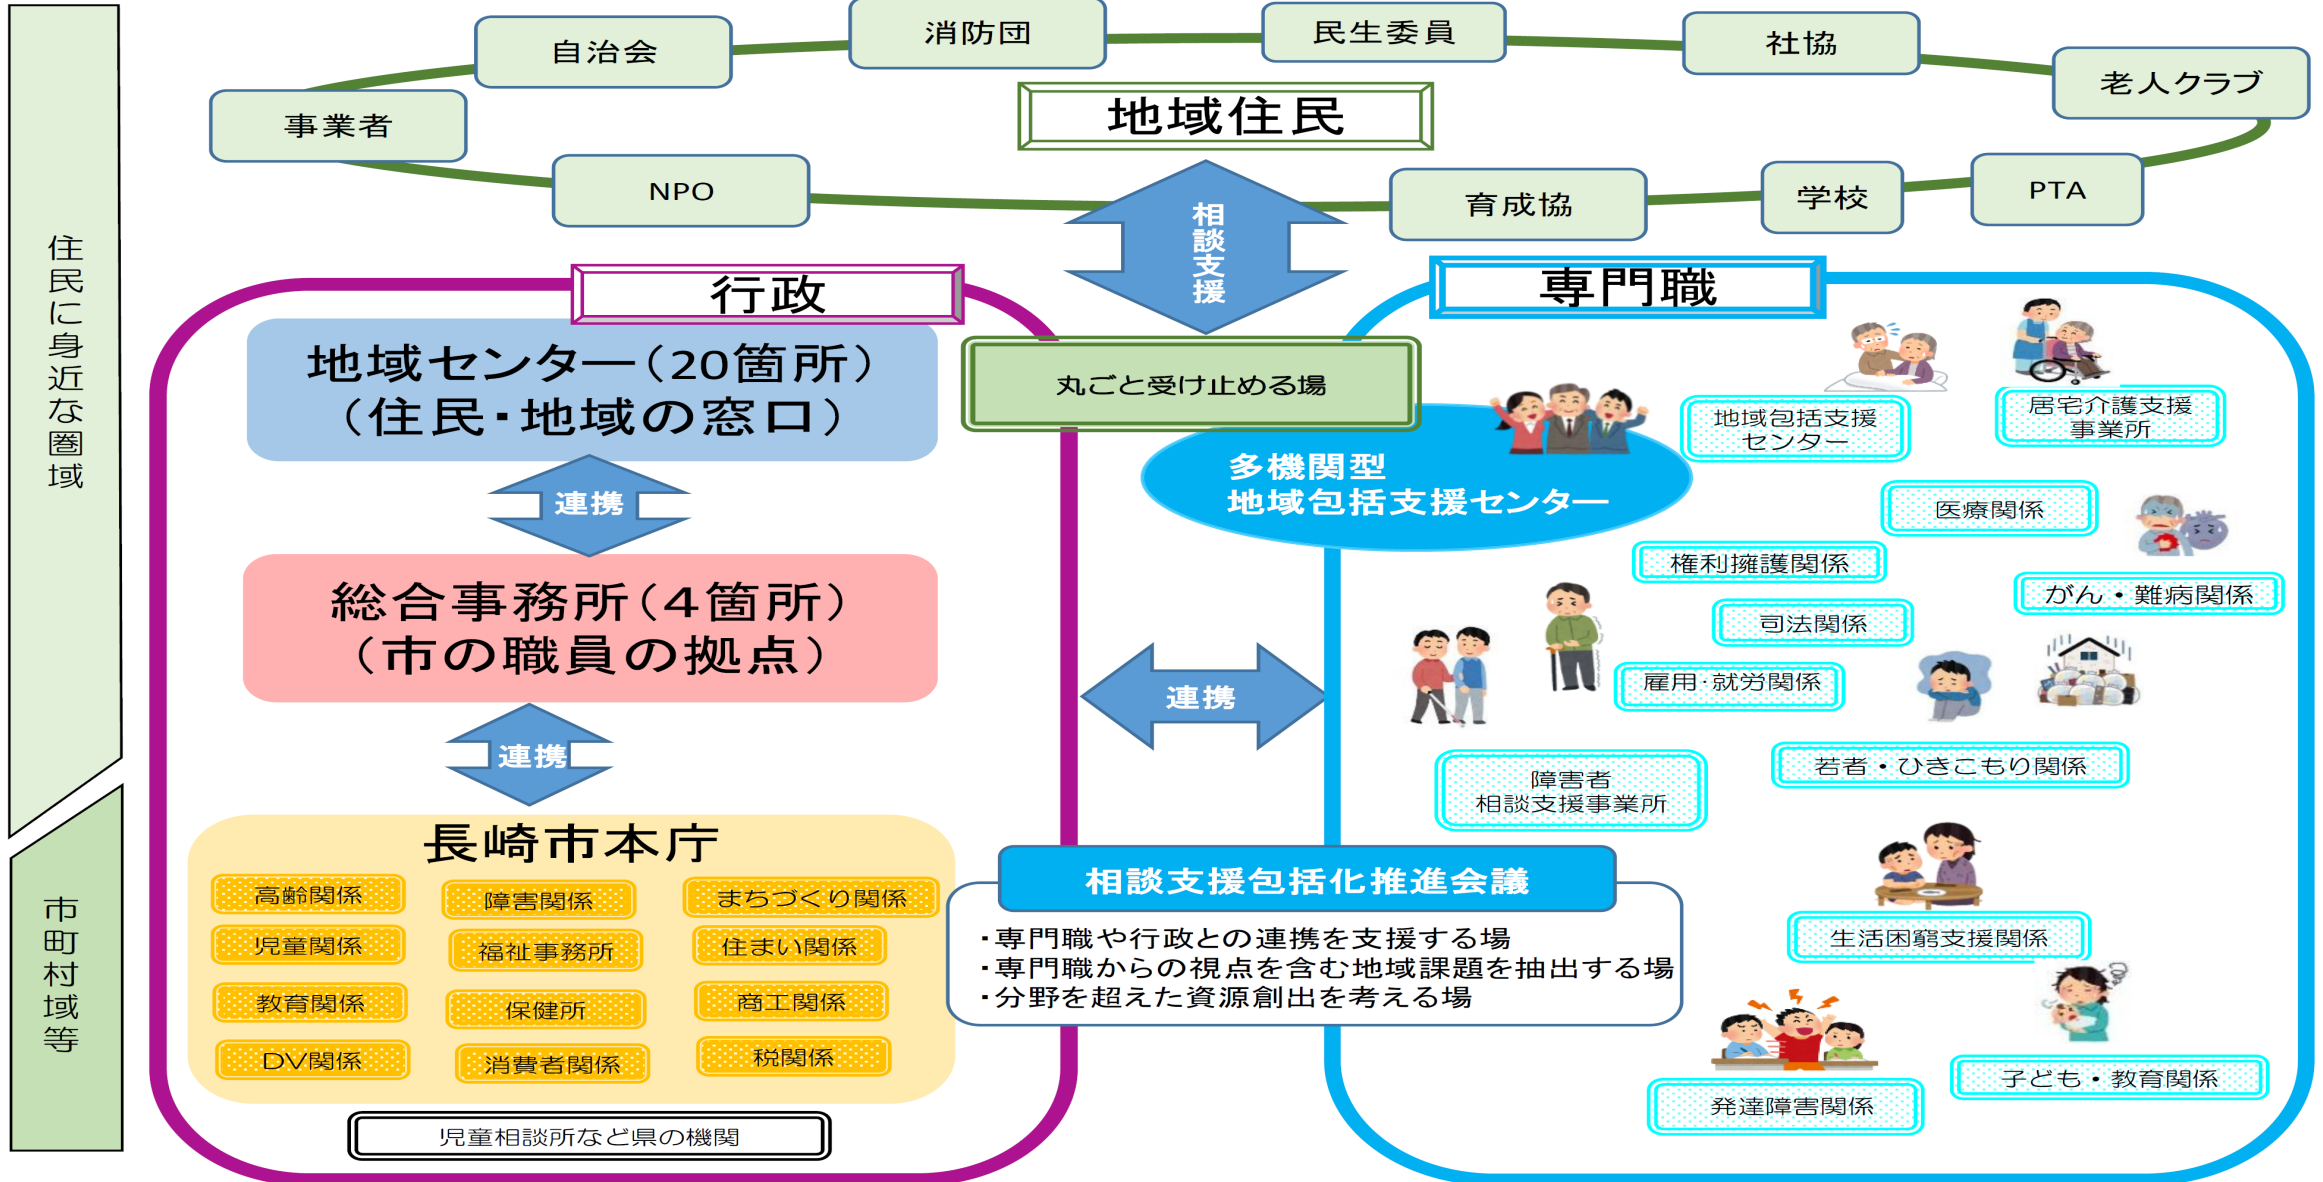 住民に身近な圏域
市町村域等
消防団
民生委員
社協
自治会
老人クラブ
事業者
地域住民
NPO
育成協
学校
PTA
相談支援
行政
地域センター（20箇所）
（住民・地域の窓口）
連携
総合事務所（4箇所）
（市の職員の拠点）
連携
長崎市本庁
高齢関係
障害関係
まちづくり関係
児童関係
福祉事務所
住まい関係
教育関係
保健所
商工関係
DV関係
消費者関係
税関係
児童相談所など県の機関
丸ごと受け止める場
多機関型
地域包括支援センター
連携
相談支援包括化推進会議
・専門職や行政との連携を支援する場
・専門職からの視点を含む地域課題を抽出する場
・分野を超えた資源創出を考える場
専門職
地域包括支援
センター
居宅介護支援
事業所
医療関係
権利擁護関係
がん・難病関係
司法関係
雇用・就労関係
若者・ひきこもり関係
障害者
相談支援事業所
生活困窮支援関係
子ども・教育関係
発達障害関係